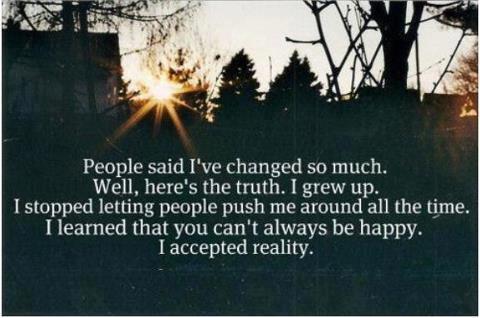 People said I've changed so much.
Well, here's the truth. I grew up.
I stopped letting people push me around all the time.
I learned that you can't always be happy.
I accepted reality.